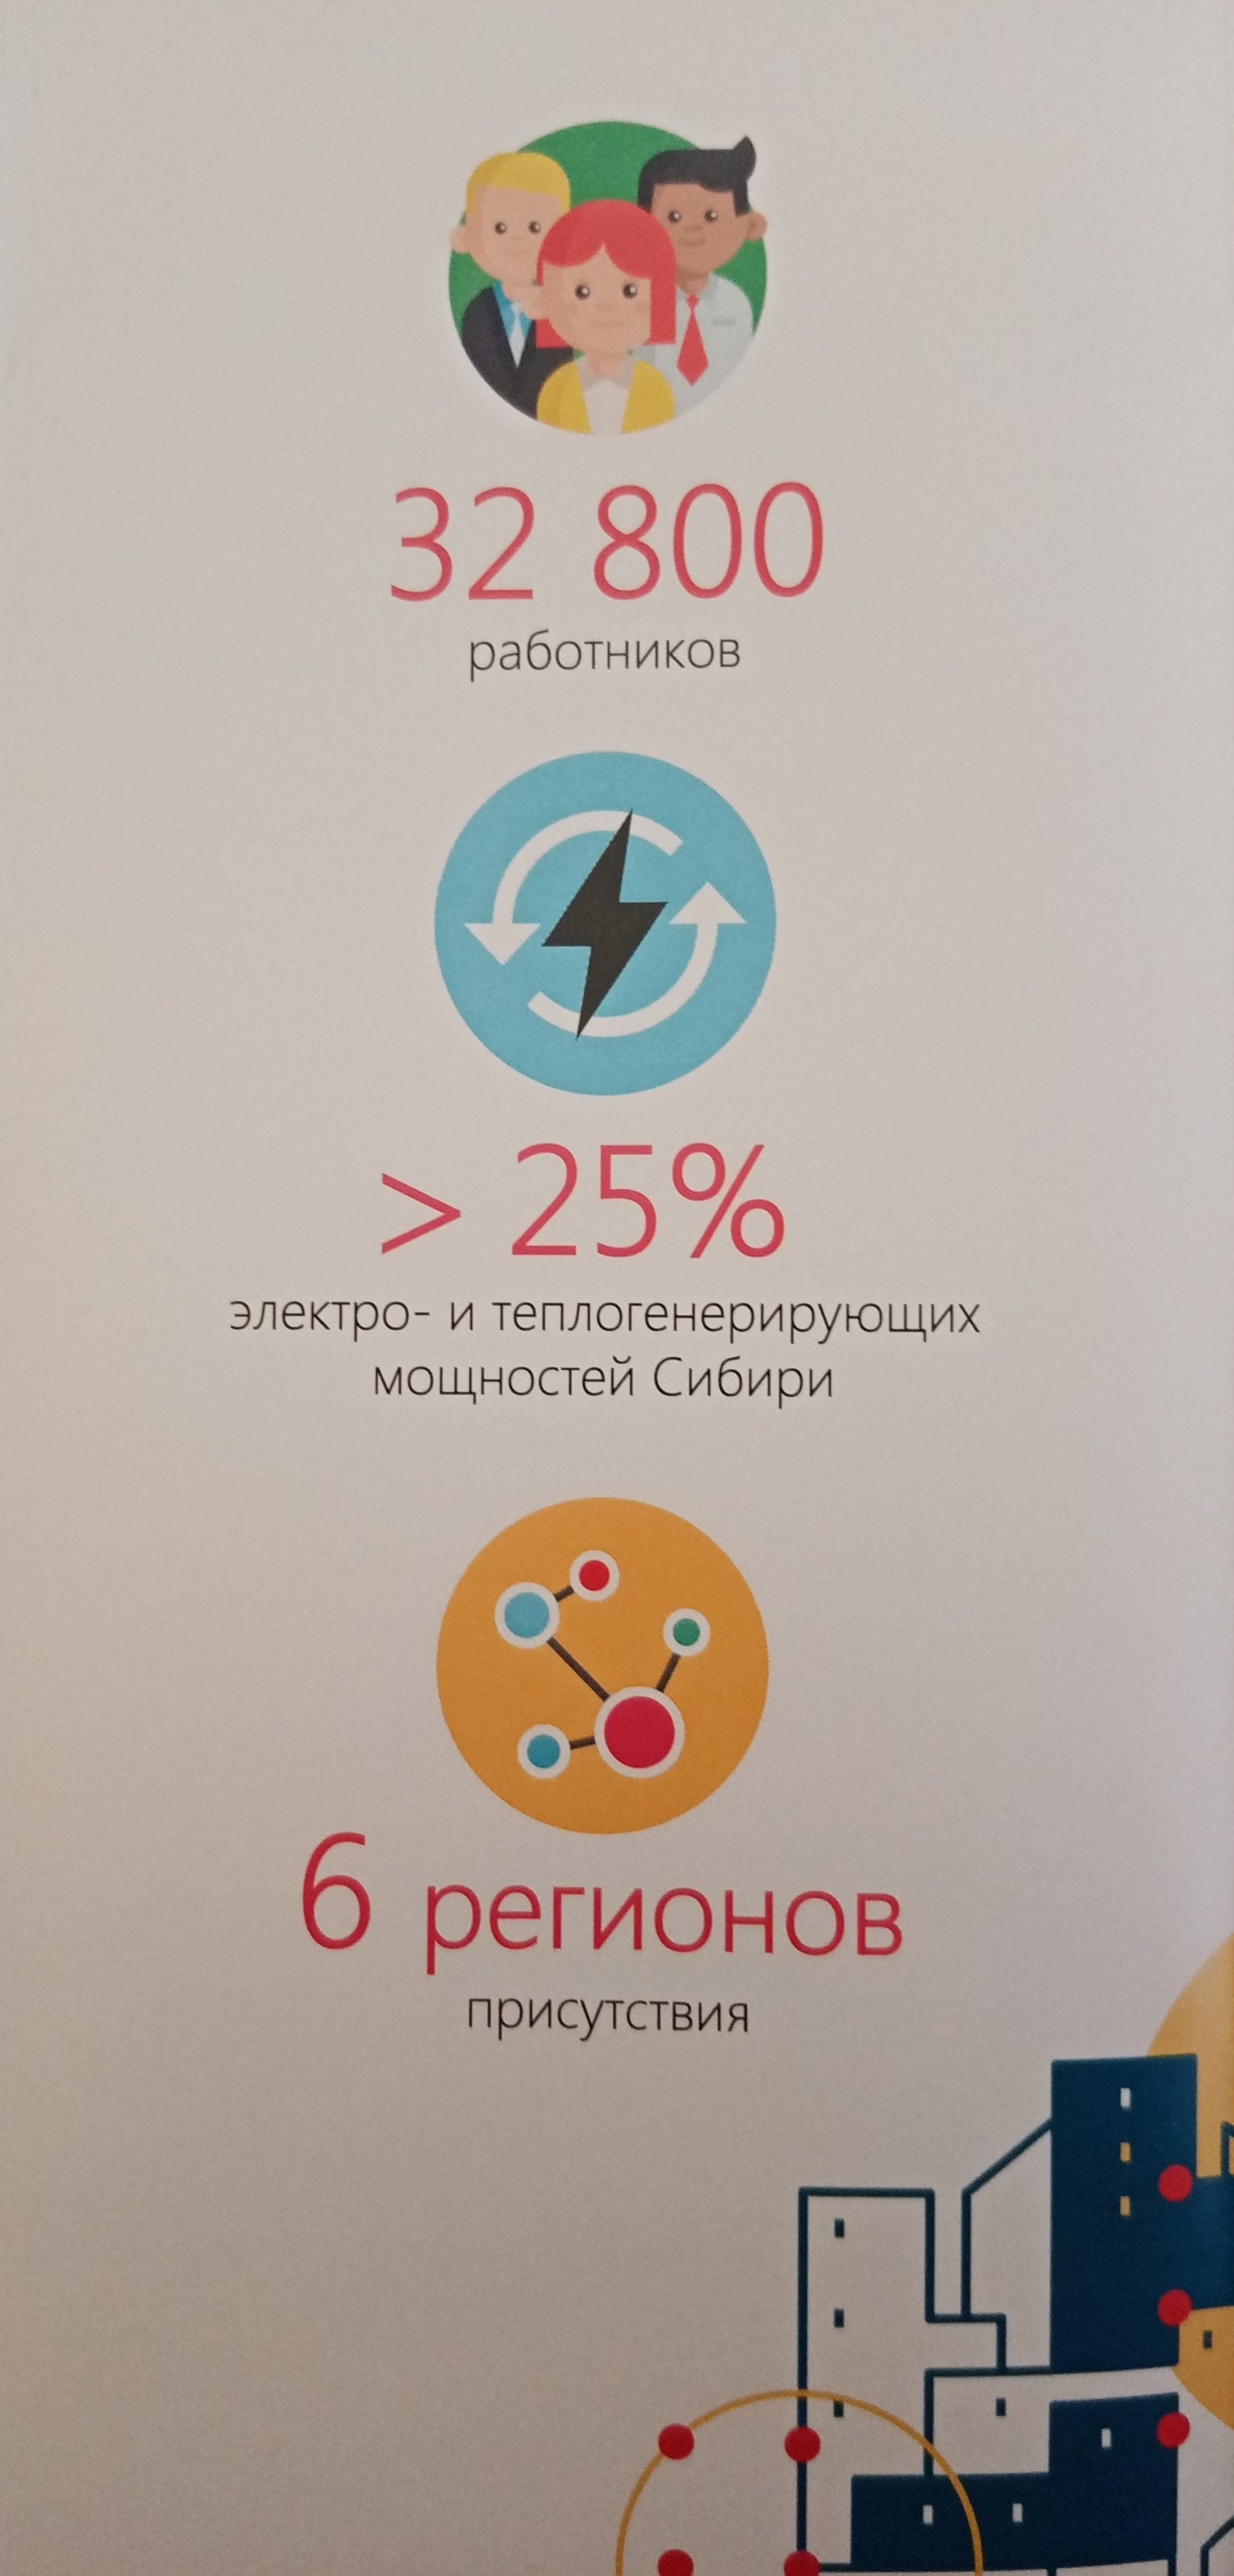 32 800
работников
> 25%
электро- и теплогенерирующих
мощностей Сибири
6 регионов
присутствия